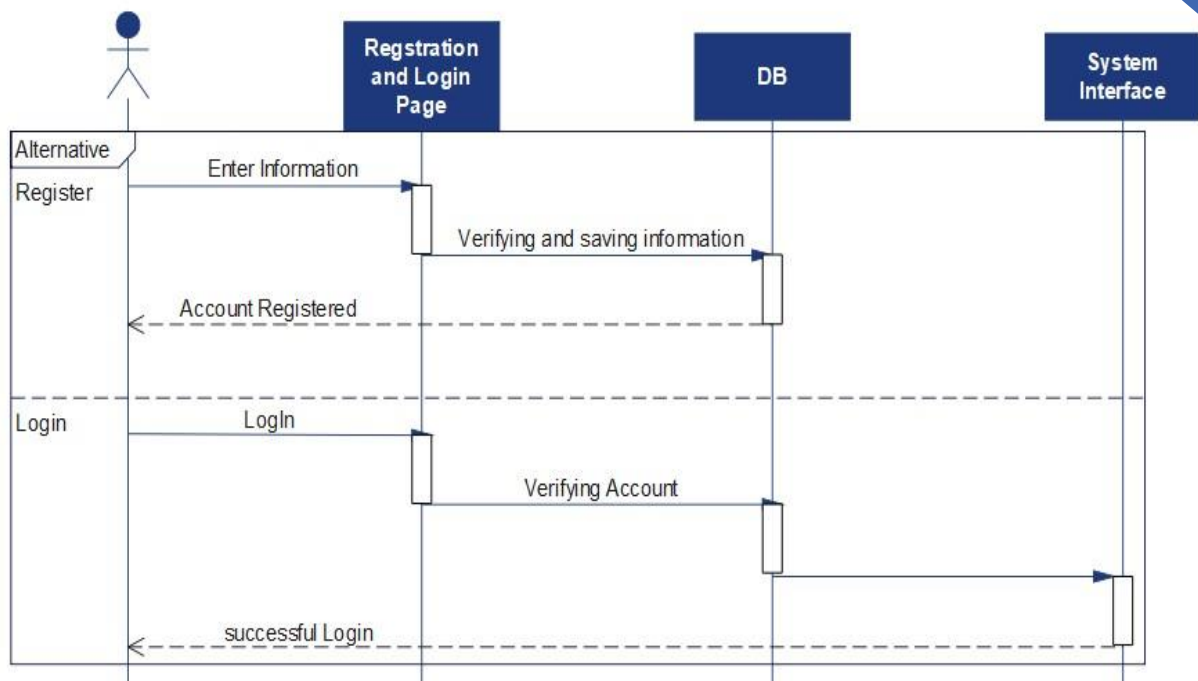 Regstration
and Login
Page
DB
System
Interface
Alternative
Register
Enter Information
Verifying and saving information
Account Registered
Login
LogIn
Verifying Account
successful Login